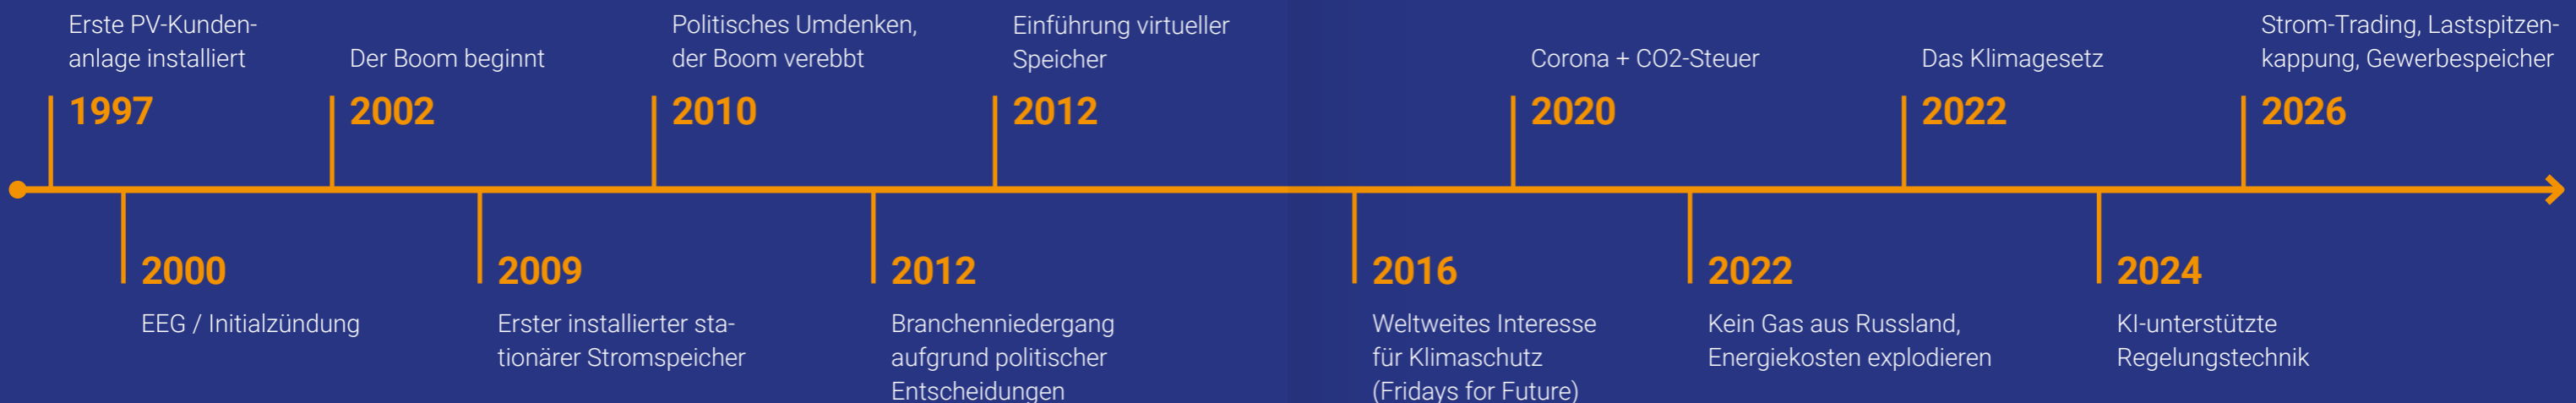 Erste PV-Kunden-
anlage installiert
1997
Der Boom beginnt
2002
Politisches Umdenken,
der Boom verebbt
2010
Einführung virtueller
Speicher
2012
Corona + CO2-Steuer
2020
Das Klimagesetz
2022
Strom-Trading, Lastspitzen-
kappung, Gewerbespeicher
2026
2000
EEG / Initialzündung
2009
Erster installierter sta-
tionärer Stromspeicher
2012
Branchenniedergang
aufgrund politischer
Entscheidungen
2016
Weltweites Interesse
für Klimaschutz
(Fridays for Future)
2022
Kein Gas aus Russland,
Energiekosten explodieren
2024
KI-unterstützte
Regelungstechnik